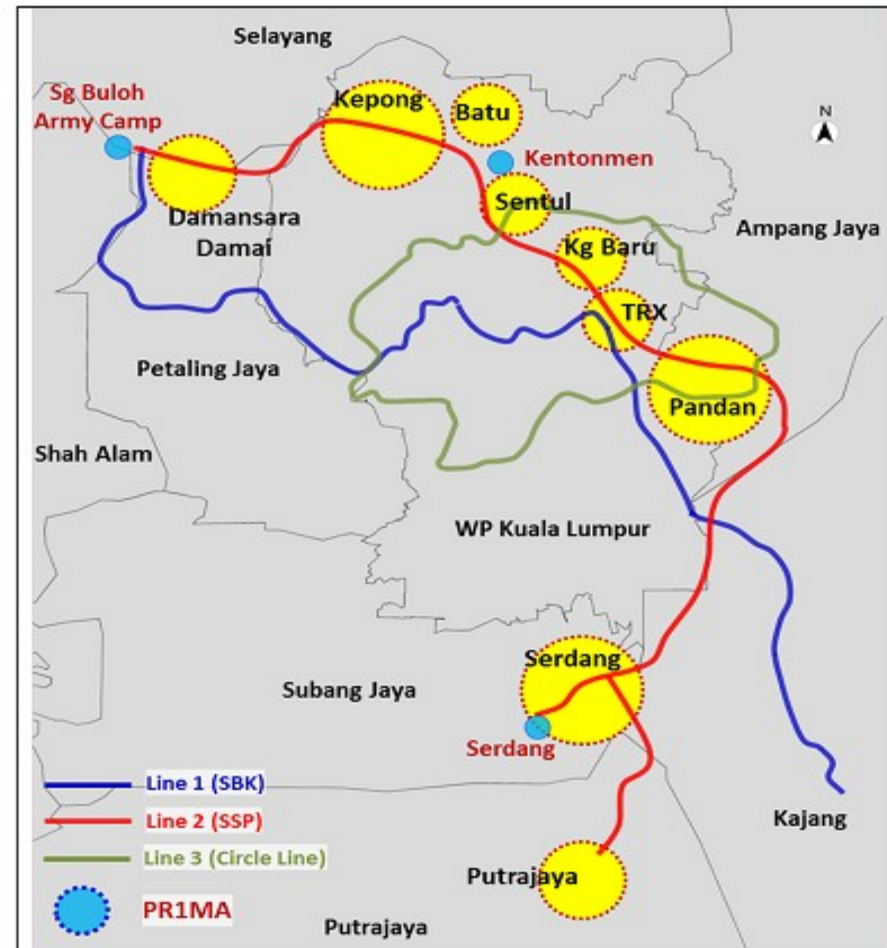 Selayang
Sg Buloh
Army Camp
Kepong
Batu
N
Kentonmen
Damansara
Damai
Sentul
Ampang Jaya
Kg Baru
TRX
Petaling Jaya
Pandan
Shah Alam
WP Kuala Lumpur
Serdang
Subang Jaya
Serdang
Line 1 (SBK)
Line 2 (SSP)
Kajang
Line 3 (Circle Line)
Putrajaya
PR1MA
Putrajaya